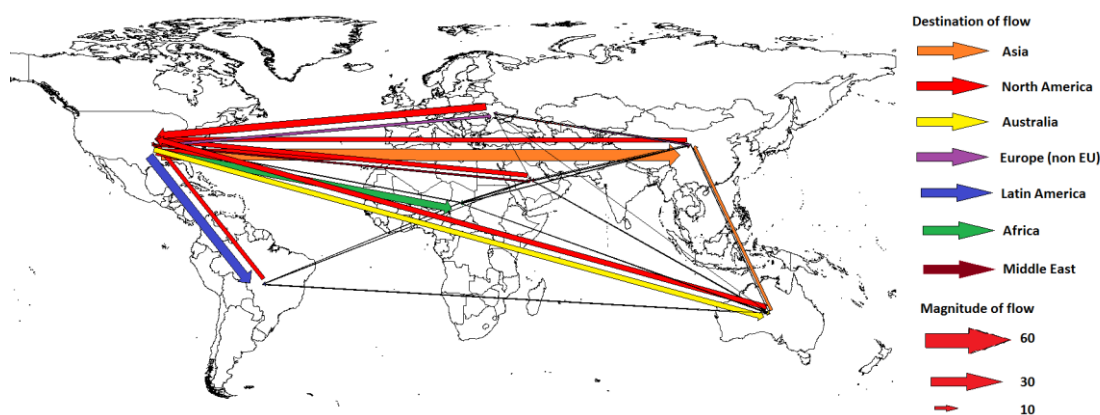 Destination of flow
Asia
North America
Australia
Europe (non EU)
Latin America
Africa
Middle East
Magnitude of flow
60
30
10